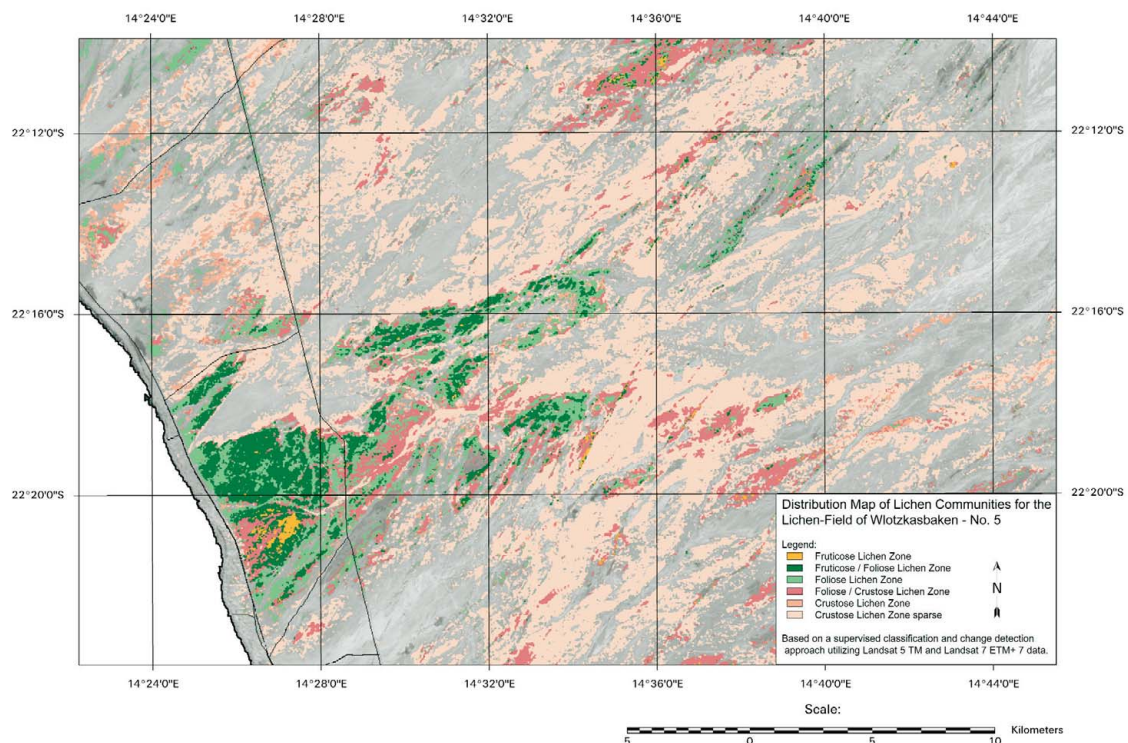 14°24'0"E 14°28'0"E 14°32'0"E 14°36'0"E 14°40'0"E 14°44'0"E
22°12'0"S 22°12'0"S
22°16'0"S 22°16'0"S
22°20'0"S 22°20'0"S
Distribution Map of Lichen Communities for the
Lichen-Field of Wlotzkasbaken - No. 5
Legend:
Fruticose Lichen Zone
Fruticose / Foliose Lichen Zone
Foliose Lichen Zone
Foliose / Crustose Lichen Zone
Crustose Lichen Zone
Crustose Lichen Zone sparse
N
Based on a supervised classification and change detection
approach utilizing Landsat 5 TM and Landsat 7 ETM+ 7 data.
14°24'0"E 14°28'0"E 14°32'0"E 14°36'0"E 14°40'0"E 14°44'0"E
Scale:
Kilometers
5 0 5 10